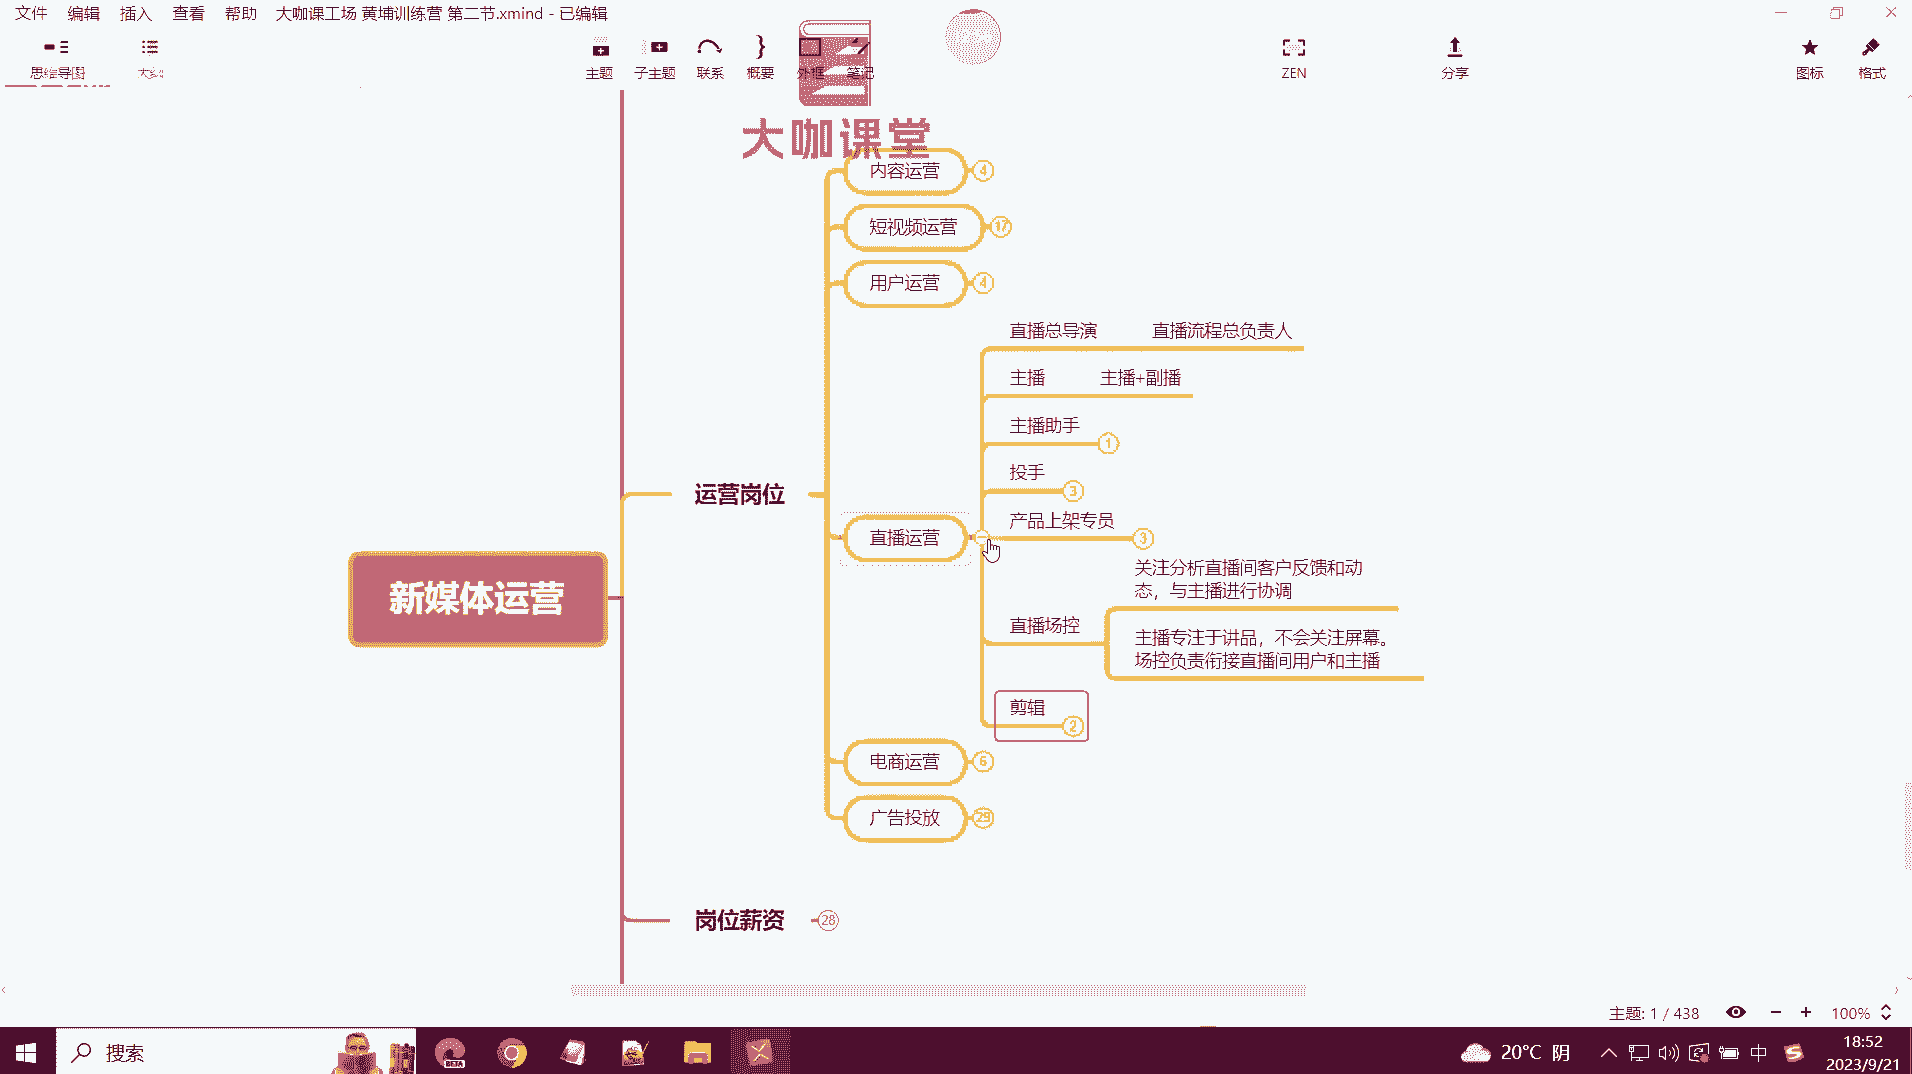 文件 编辑 插入 查看 帮助 大咖课工场 黄埔训练营 第二节.xmind - 已编辑
思维导图 大纲 主题 子主题 联系 概要 外框 笔记 ZEN 分享 图标 格式
大咖课堂
内容运营 4
短视频运营 17
用户运营 4
直播总导演 直播流程总负责人
主播 主播+副播
主播助手 1
投手 3
运营岗位
产品上架专员 3
直播运营
关注分析直播间客户反馈和动
态，与主播进行协调
新媒体运营
直播场控
主播专注于讲品，不会关注屏幕。
场控负责衔接直播间用户和主播
剪辑 2
电商运营 6
广告投放 29
岗位薪资 28
主题: 1 / 438 100%
搜索 BETA 20°C 阴 中 18:52
2023/9/21